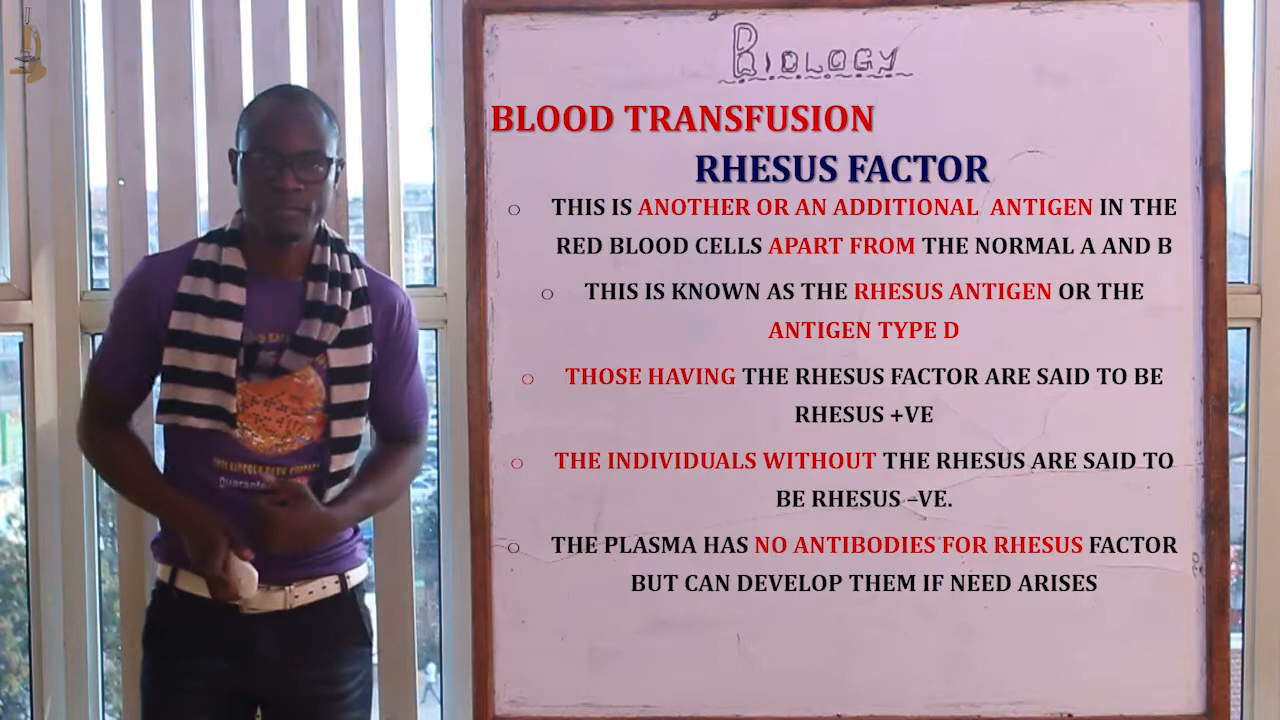 BIOLOGY
BLOOD TRANSFUSION
RHESUS FACTOR
○ THIS IS ANOTHER OR AN ADDITIONAL ANTIGEN IN THE
RED BLOOD CELLS APART FROM THE NORMAL A AND B
○ THIS IS KNOWN AS THE RHESUS ANTIGEN OR THE
ANTIGEN TYPE D
○ THOSE HAVING THE RHESUS FACTOR ARE SAID TO BE
RHESUS +VE
○ THE INDIVIDUALS WITHOUT THE RHESUS ARE SAID TO
BE RHESUS –VE.
○ THE PLASMA HAS NO ANTIBODIES FOR RHESUS FACTOR
BUT CAN DEVELOP THEM IF NEED ARISES